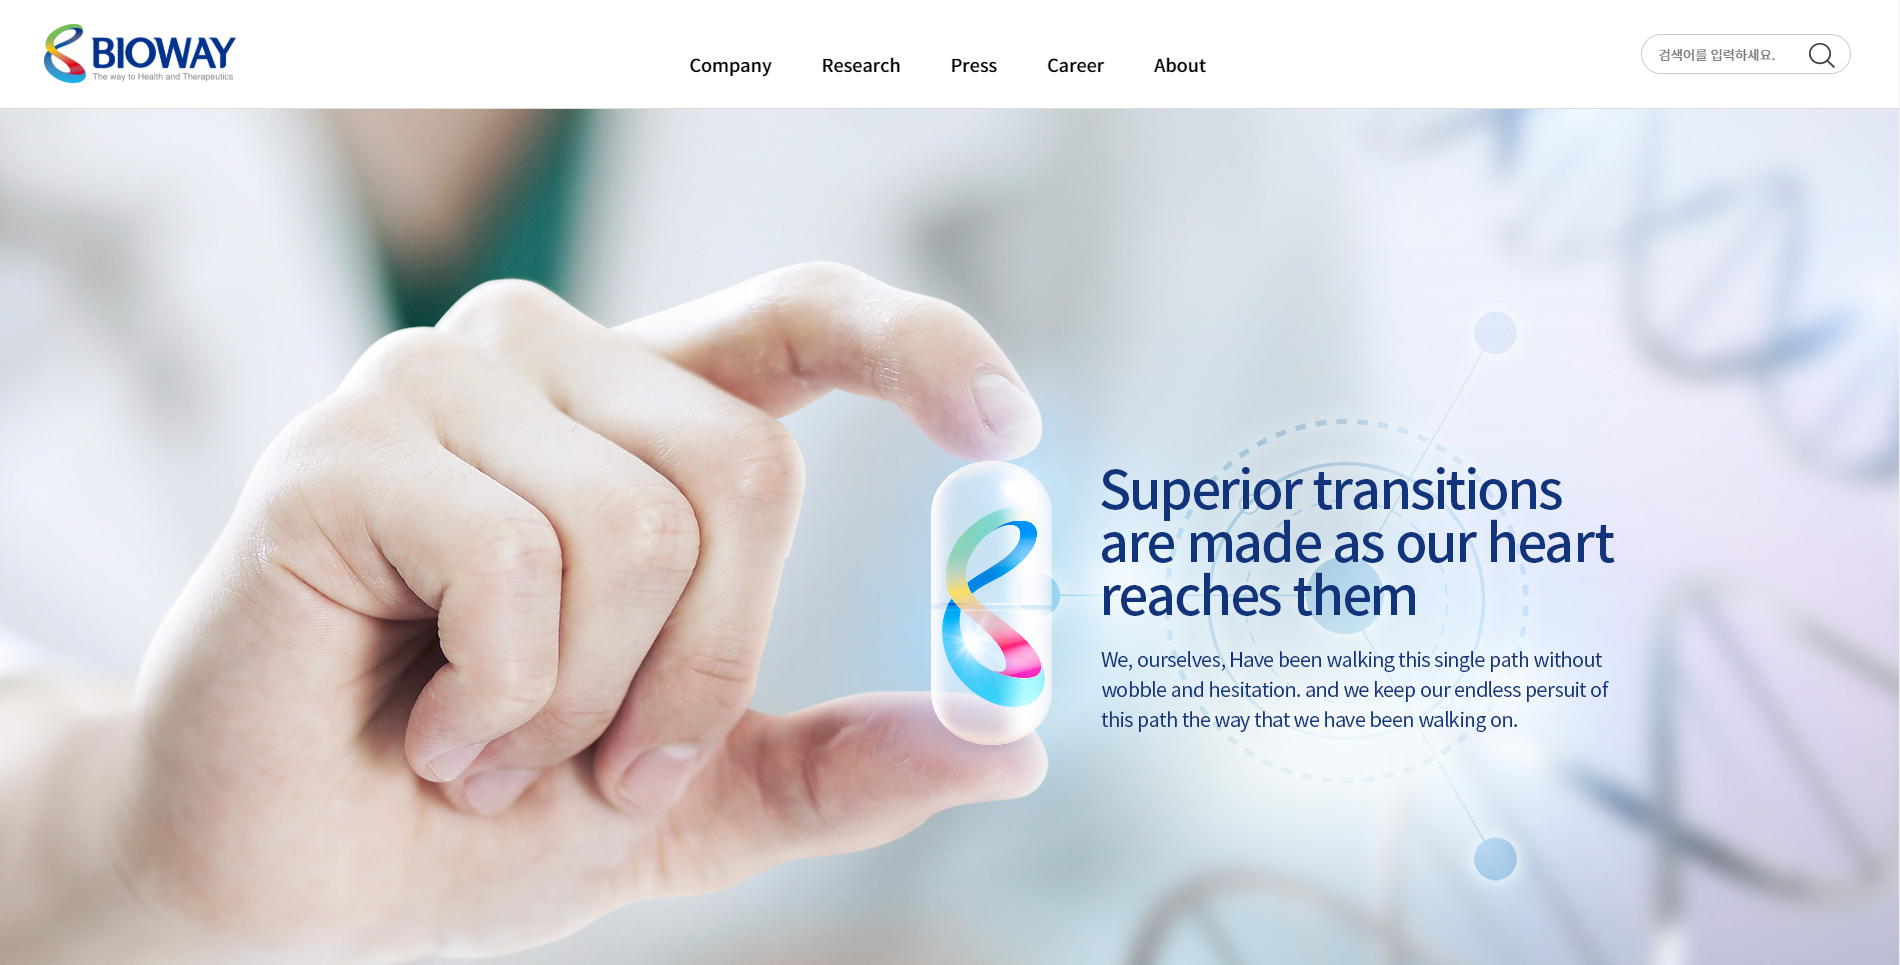 BIOWAY
The way to Health and Therapeutics
Company Research Press Career About
검색어를 입력하세요.
Superior transitions
are made as our heart
reaches them
We, ourselves, Have been walking this single path without
wobble and hesitation. and we keep our endless persuit of
this path the way that we have been walking on.